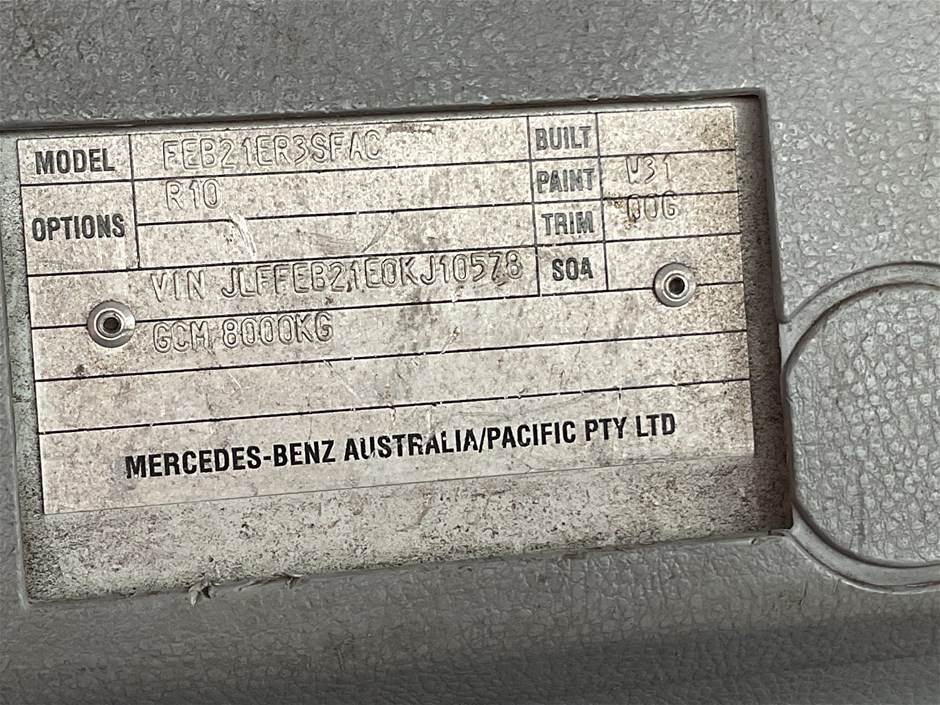 MODEL FEB21ER3SFAC BUILT
OPTIONS R10 PAINT W31
TRIM 00G
VIN JLFFEB21E0KJ10578 SOA
GCM 8000KG
MERCEDES-BENZ AUSTRALIA/PACIFIC PTY LTD